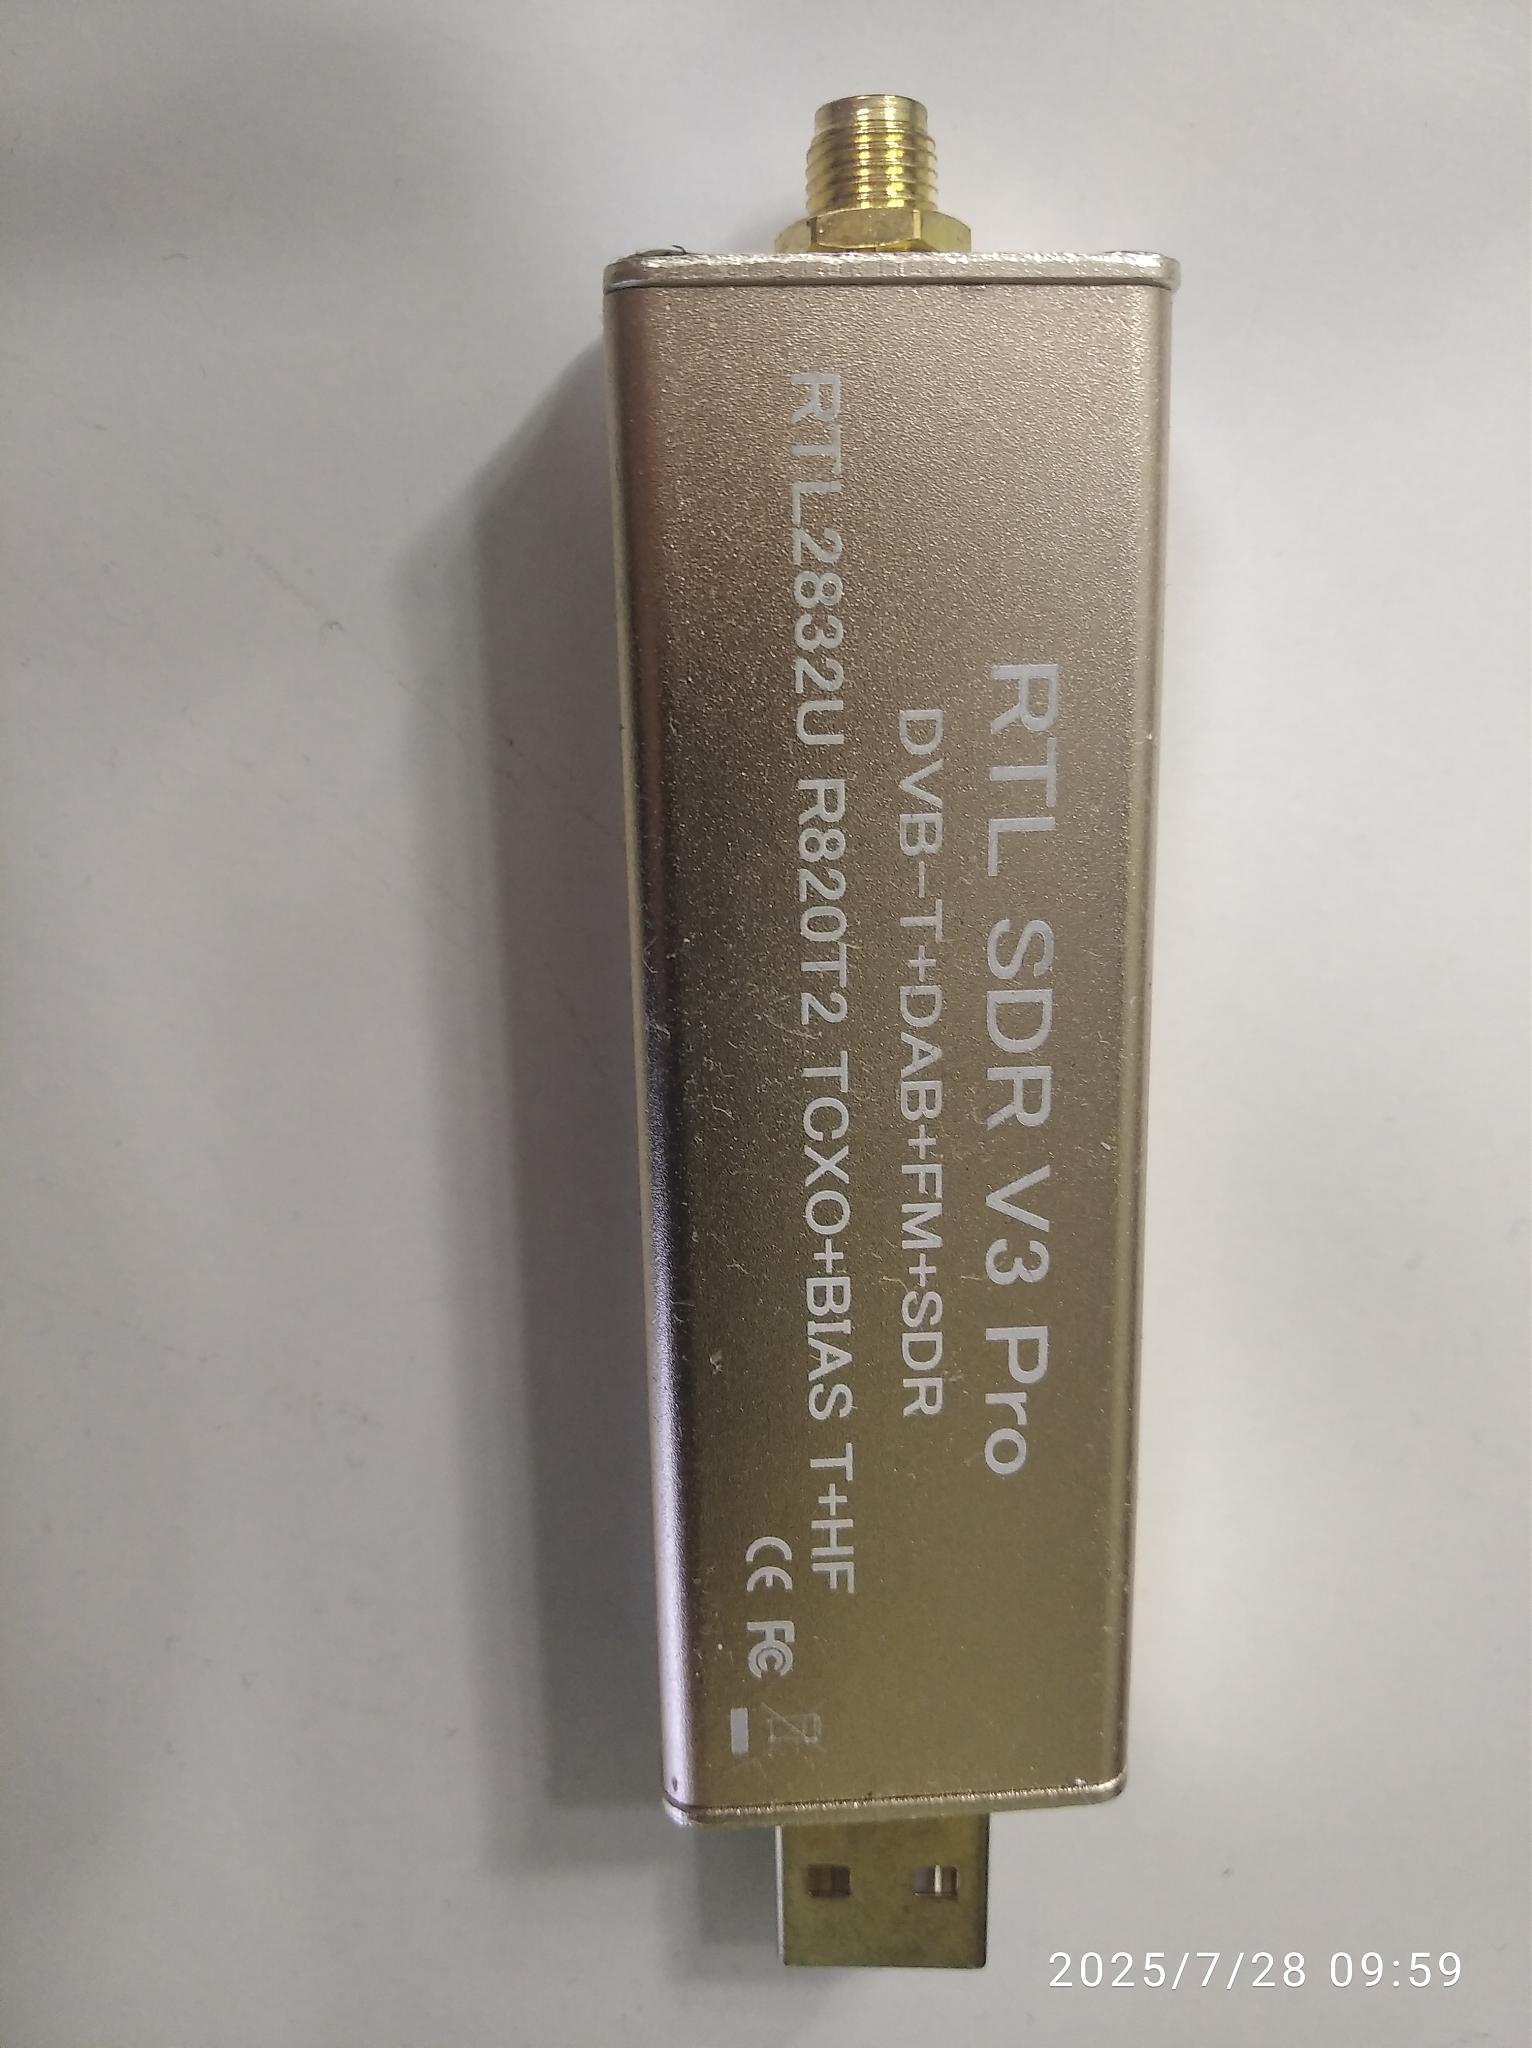 RTL SDR V3 Pro
DVB-T+DAB+FM+SDR
RTL2832U R820T2 TCXO+BIAS T+HF
CE FC
2025/7/28 09:59